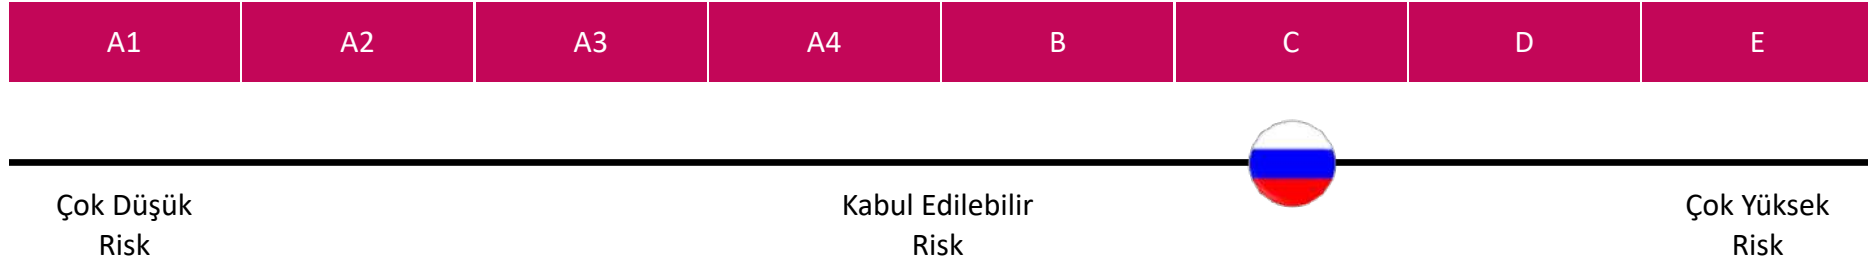 A1 A2 A3 A4 B C D E
Çok Düşük
Risk
Kabul Edilebilir
Risk
Çok Yüksek
Risk